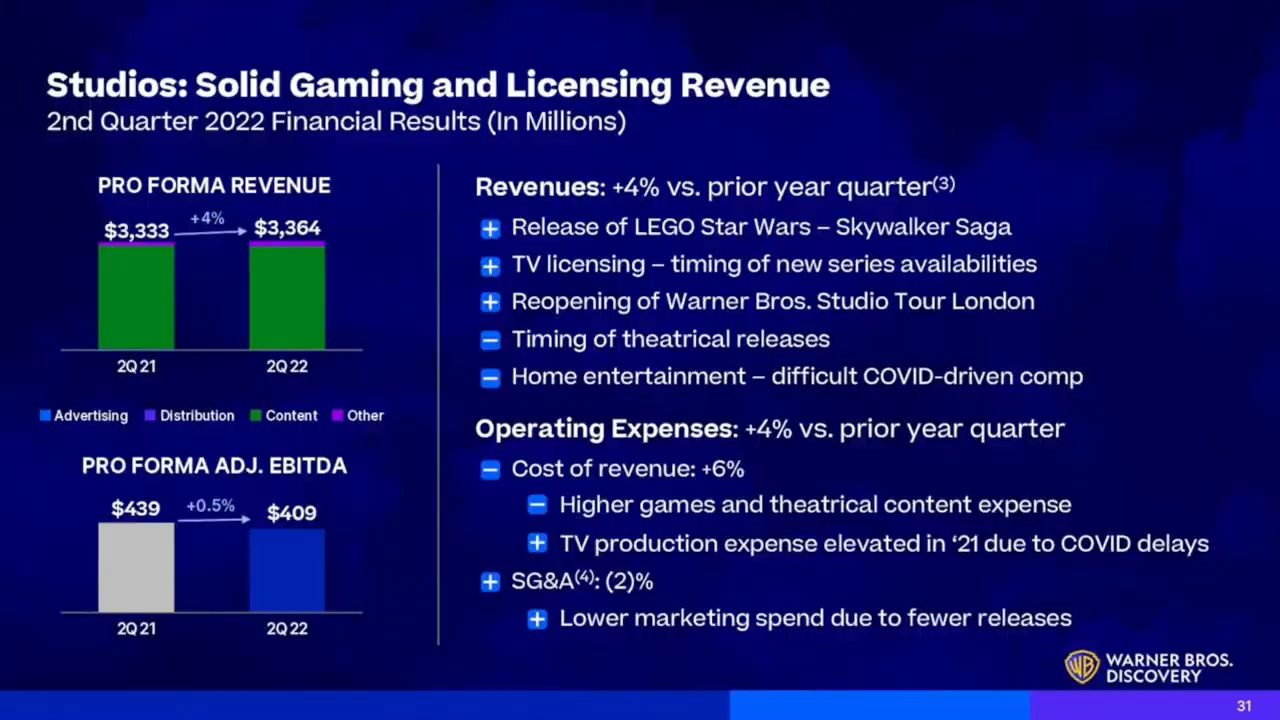 Studios: Solid Gaming and Licensing Revenue
2nd Quarter 2022 Financial Results (In Millions)
PRO FORMA REVENUE
+4%
$3,333
$3,364
2Q 21
2Q 22
Advertising
Distribution
Content
Other
PRO FORMA ADJ. EBITDA
+0.5%
$439
$409
2Q 21
2Q 22
Revenues: +4% vs. prior year quarter(3)
Release of LEGO Star Wars – Skywalker Saga
TV licensing – timing of new series availabilities
Reopening of Warner Bros. Studio Tour London
Timing of theatrical releases
Home entertainment – difficult COVID-driven comp
Operating Expenses: +4% vs. prior year quarter
Cost of revenue: +6%
Higher games and theatrical content expense
TV production expense elevated in ‘21 due to COVID delays
SG&A(4): (2)%
Lower marketing spend due to fewer releases
WB
WARNER BROS.
DISCOVERY
31